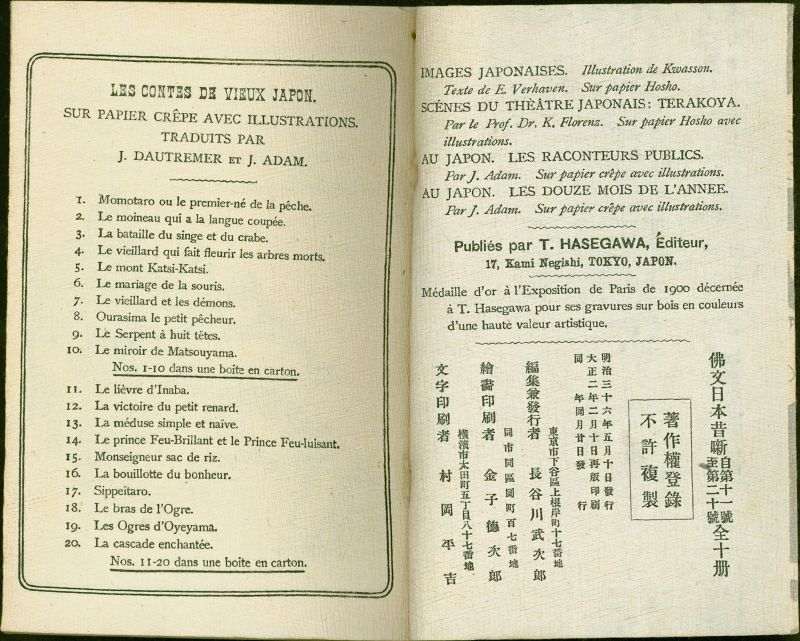 LES CONTES DE VIEUX JAPON.
SUR PAPIER CRÊPE AVEC ILLUSTRATIONS.
TRADUITS PAR
J. DAUTREMER ET J. ADAM.
1. Momotaro ou le premier-né de la pêche.
2. Le moineau qui a la langue coupée.
3. La bataille du singe et du crabe.
4. Le vieillard qui fait fleurir les arbres morts.
5. Le mont Katsi-Katsi.
6. Le mariage de la souris.
7. Le vieillard et les démons.
8. Ourasima le petit pêcheur.
9. Le Serpent à huit têtes.
10. Le miroir de Matsouyama.
Nos. 1-10 dans une boite en carton.
11. Le lièvre d'Inaba.
12. La victoire du petit renard.
13. La méduse simple et naïve.
14. Le prince Feu-Brillant et le Prince Feu-luisant.
15. Monseigneur sac de riz.
16. La bouillotte du bonheur.
17. Sippeitaro.
18. Le bras de l'Ogre.
19. Les Ogres d'Oyeyama.
20. La cascade enchantée.
Nos. 11-20 dans une boite en carton.
IMAGES JAPONAISES. Illustration de Kwasson.
Texte de E. Verhaven. Sur papier Hosho.
SCÈNES DU THÈÂTRE JAPONAIS: TERAKOYA.
Par le Prof. Dr. K. Florenz. Sur papier Hosho avec
illustrations.
AU JAPON. LES RACONTEURS PUBLICS.
Par J. Adam. Sur papier crêpe avec illustrations.
AU JAPON. LES DOUZE MOIS DE L'ANNEE.
Par J. Adam. Sur papier crêpe avec illustrations.
Publiés par T. HASEGAWA, Éditeur,
17, Kami Negishi, TOKYO, JAPON.
Médaille d'or à l'Exposition de Paris de 1900 décernée
à T. Hasegawa pour ses gravures sur bois en couleurs
d'une haute valeur artistique.
佛文日本昔噺自第十一號至第二十號全十册
著作權登錄
不許複製
明治三十六年五月十日發行
大正二年二月十日再版印刷
同年同月廿日發行
東京市下谷區上根岸町十七番地
編集兼發行者 長谷川武次郎
同市同區同町百七番地
繪畵印刷者 金子德次郎
橫濱市太田町五丁目八十七番地
文字印刷者 村岡平吉